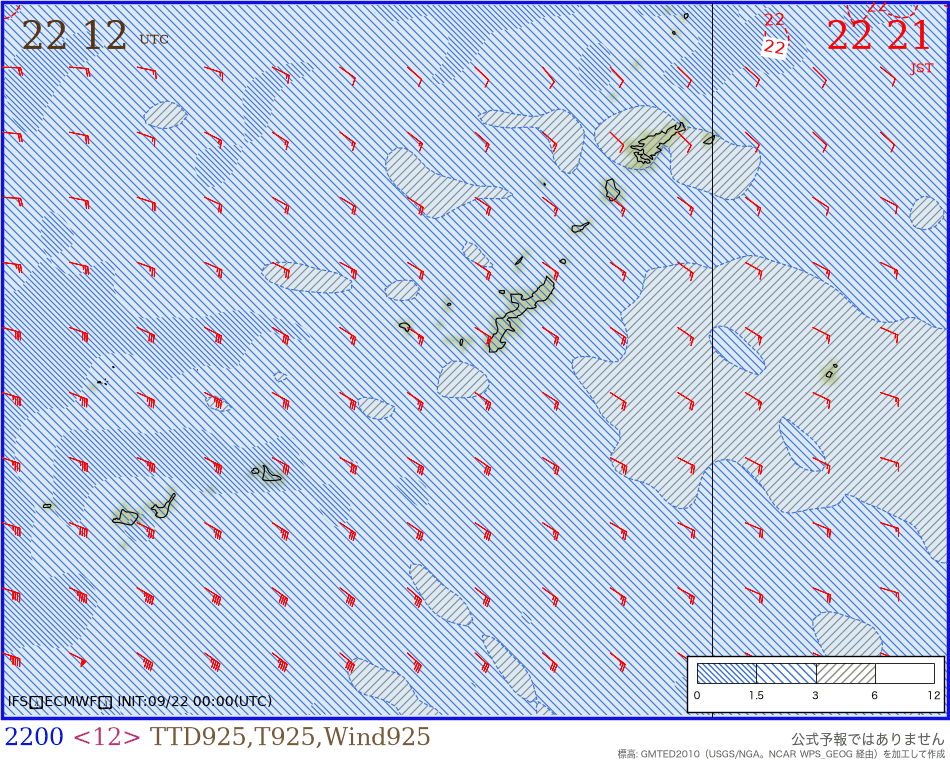 22 12 UTC
22
22
22
22 21
JST
IFS□ECMWF□ INIT:09/22 00:00(UTC)
0 1.5 3 6 12
2200 <12> TTD925,T925,Wind925
公式予報ではありません
標高: GMTED2010（USGS/NGA。NCAR WPS_GEOG 経由）を加工して作成